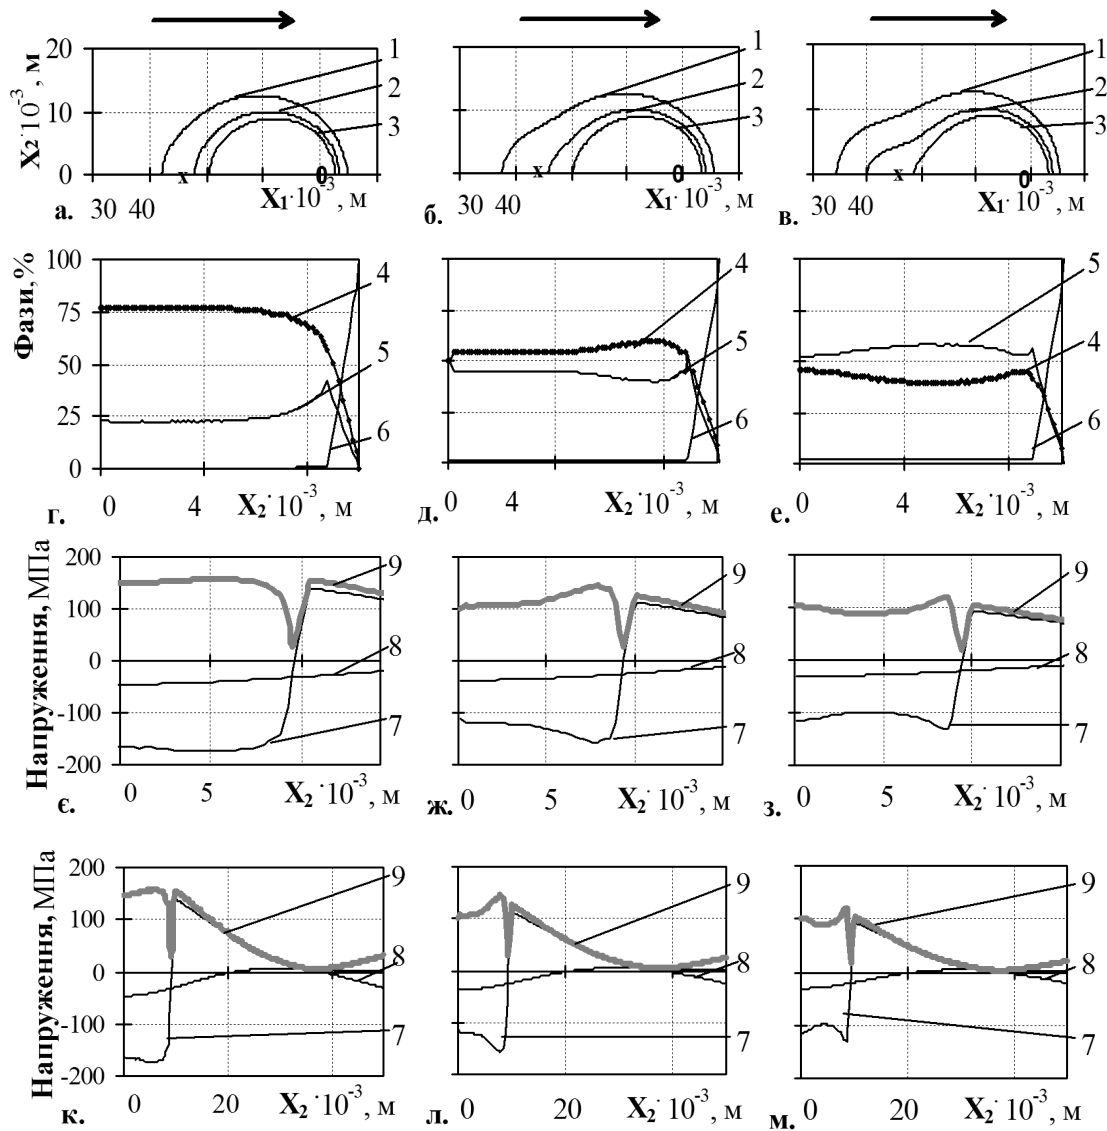 20
10
0
X2·10-3, м
1
2
3
x
0
30 40
X1·10-3, м
а.
1
2
3
x
0
30 40
X1·10-3, м
б.
1
2
3
x
0
30 40
X1·10-3, м
в.
100
75
50
25
0
Фази,%
4
5
6
0 4 X2·10-3, м
г.
4
5
6
0 4 X2·10-3, м
д.
5
4
6
0 4 X2·10-3, м
е.
200
100
0
-100
-200
Напруження, МПа
9
8
7
0 5 X2·10-3, м
є.
9
8
7
0 5 X2·10-3, м
ж.
9
8
7
0 5 X2·10-3, м
з.
200
100
0
-100
-200
Напруження, МПа
9
8
7
0 20 X2·10-3, м
к.
9
8
7
0 20 X2·10-3, м
л.
9
8
7
0 20 X2·10-3, м
м.